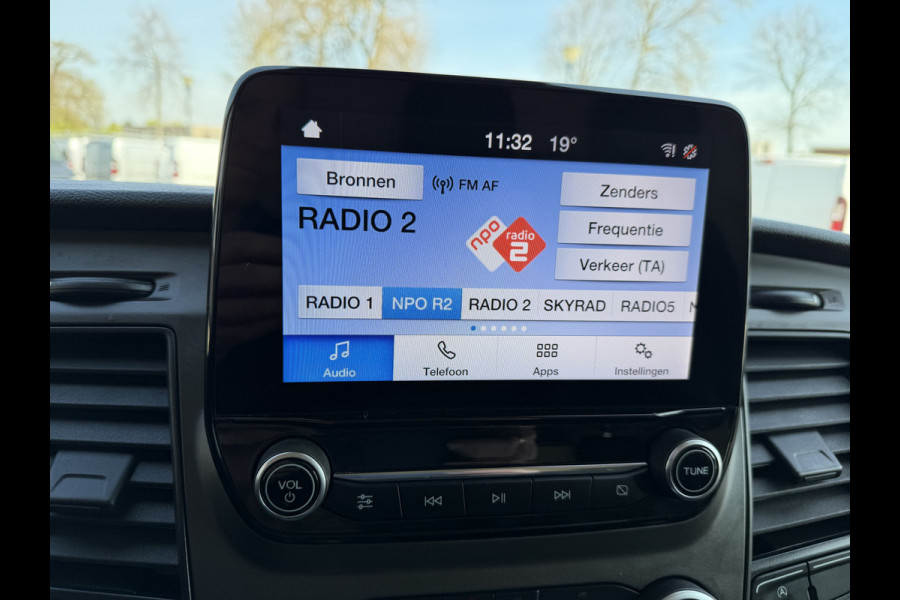 11:32 19°
Bronnen FM AF Zenders
RADIO 2
npo radio 2
Frequentie
Verkeer (TA)
RADIO 1 NPO R2 RADIO 2 SKYRAD RADIO5
Audio Telefoon Apps Instellingen
VOL TUNE
A